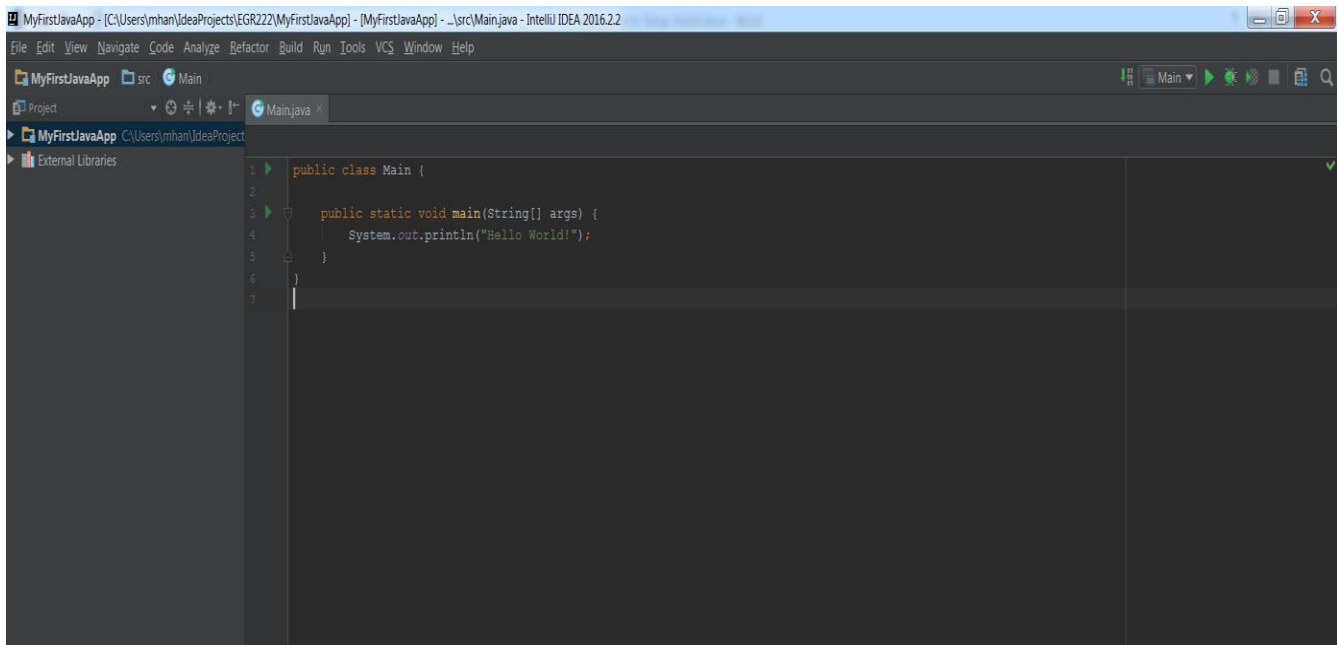 MyFirstJavaApp - [C:\Users\mhan\IdeaProjects\EGR222\MyFirstJavaApp] - [MyFirstJavaApp] - ...\src\Main.java - IntelliJ IDEA 2016.2.2
File Edit View Navigate Code Analyze Refactor Build Run Tools VCS Window Help
MyFirstJavaApp src Main Main
Project Main.java
MyFirstJavaApp C:\Users\mhan\IdeaProject
External Libraries
1 public class Main {
2
3 public static void main(String[] args) {
4 System.out.println("Hello World!");
5 }
6 }
7